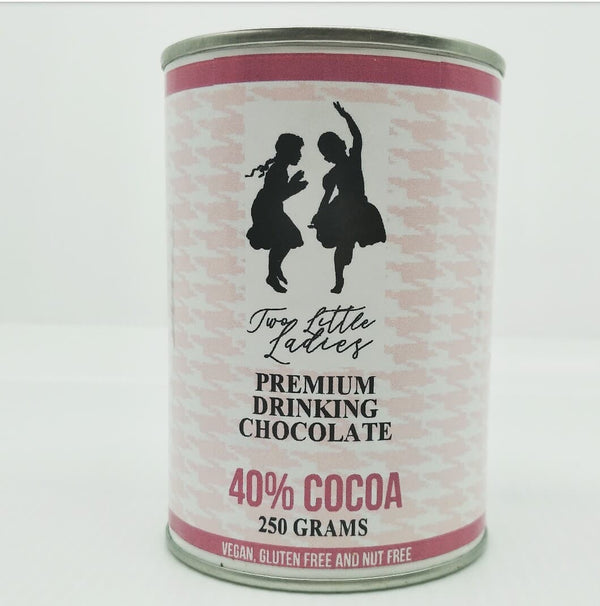 Two Little
Ladies
PREMIUM
DRINKING
CHOCOLATE
40% COCOA
250 GRAMS
VEGAN, GLUTEN FREE AND NUT FREE